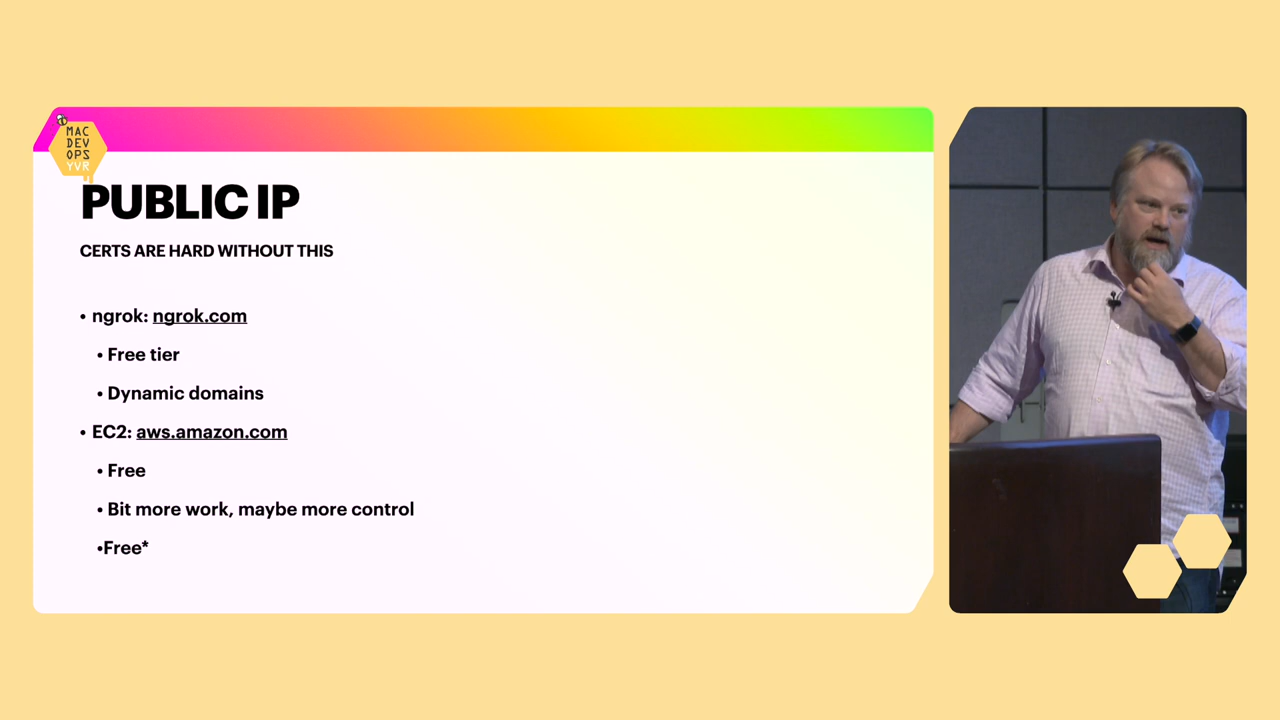 MAC
DEV
OPS
YVR
PUBLIC IP
CERTS ARE HARD WITHOUT THIS
• ngrok: ngrok.com
• Free tier
• Dynamic domains
• EC2: aws.amazon.com
• Free
• Bit more work, maybe more control
•Free*